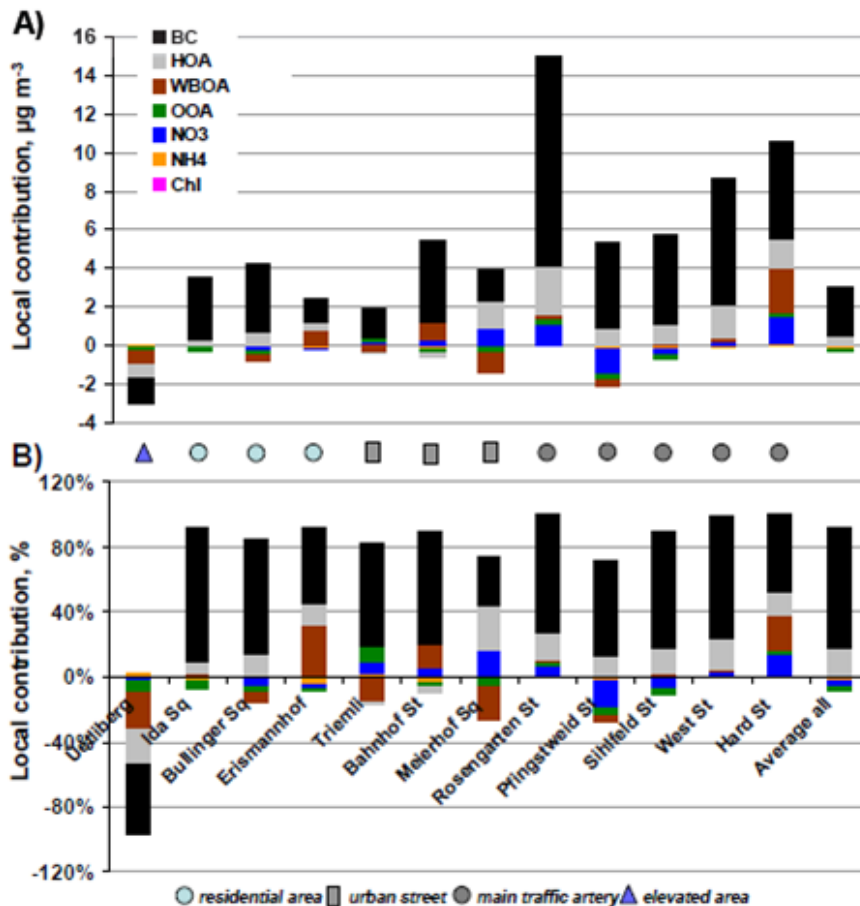 A)
Local contribution, µg m⁻³
16
14
12
10
8
6
4
2
0
-2
-4
BC
HOA
WBOA
OOA
NO3
NH4
Chl
B)
Local contribution, %
120%
80%
40%
0%
-40%
-80%
-120%
Uetliberg
Ida Sq
Bullinger Sq
Erismannhof
Triemli
Bahnhof St
Meierhof Sq
Rosengarten St
Pfingstweid St
Sihlfeld St
West St
Hard St
Average all
residential area urban street main traffic artery elevated area